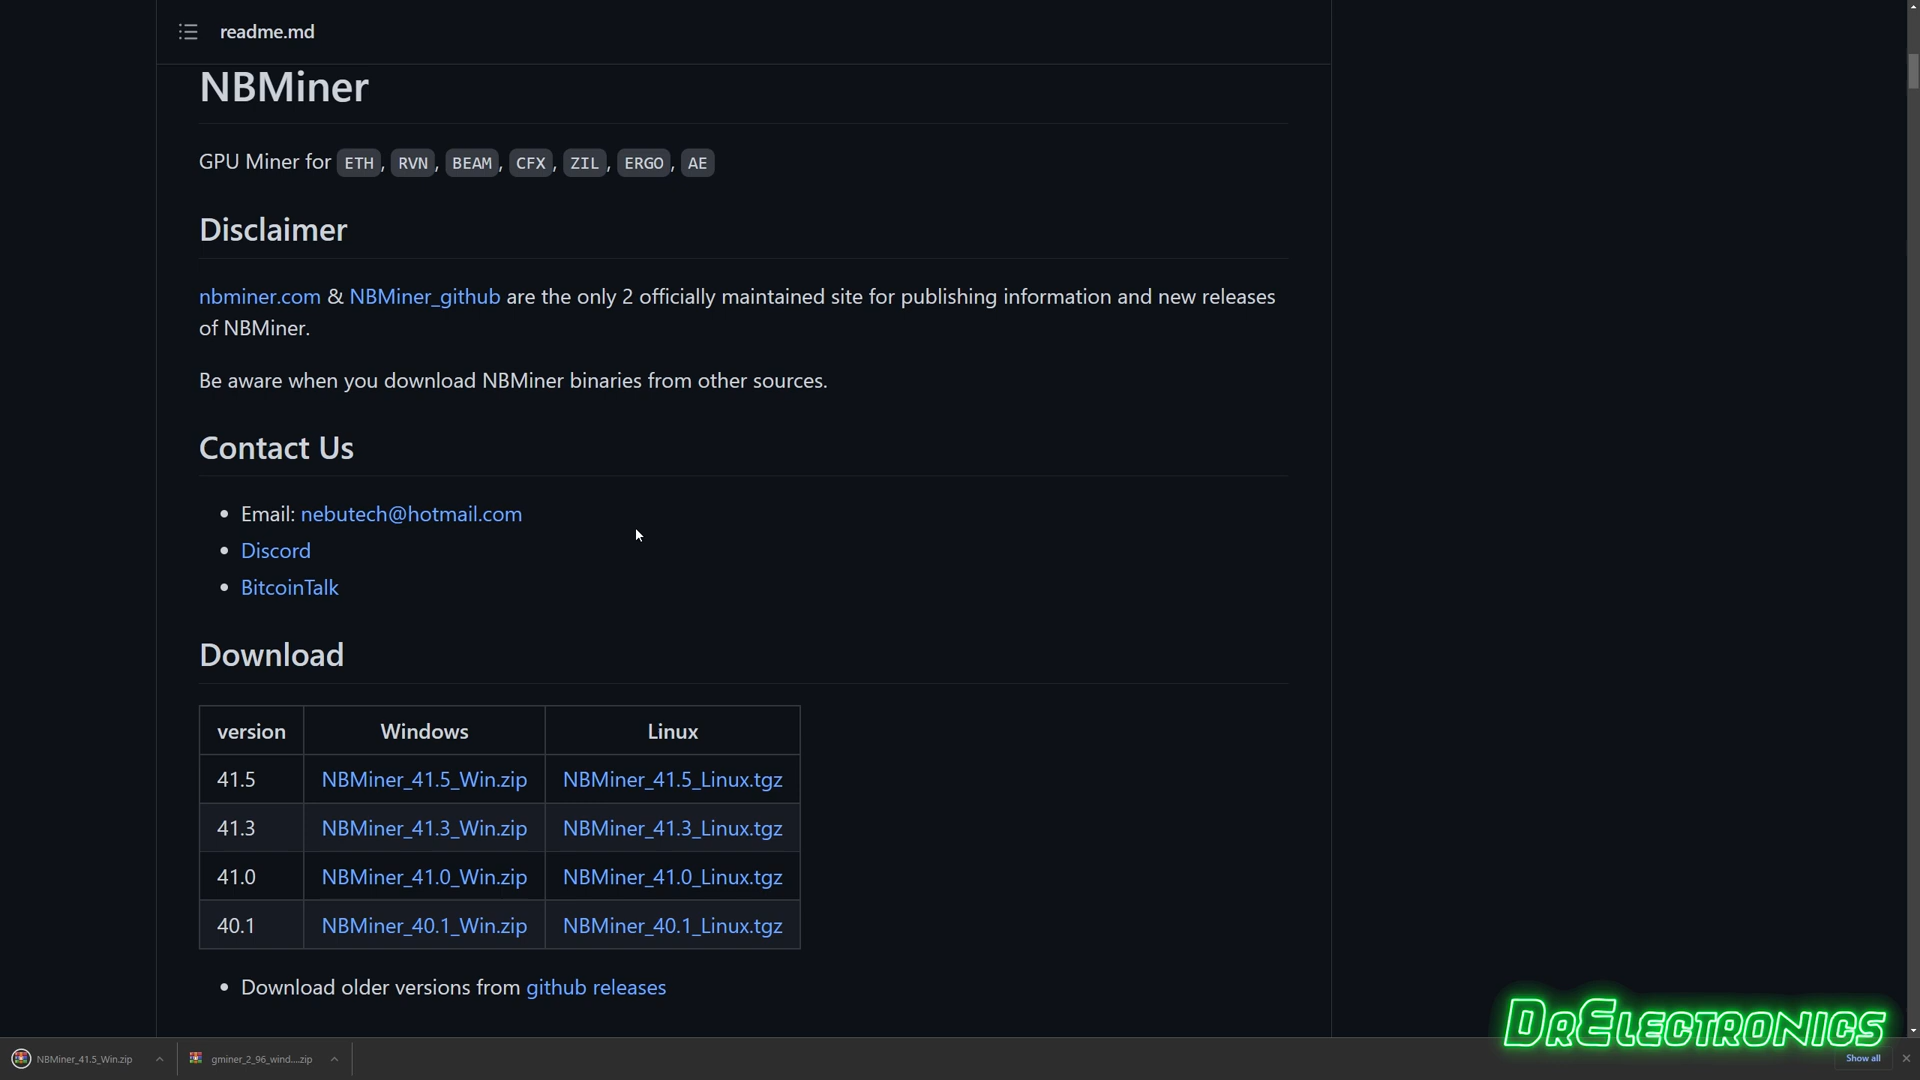 readme.md
NBMiner
GPU Miner for ETH, RVN, BEAM, CFX, ZIL, ERGO, AE
Disclaimer
nbminer.com & NBMiner_github are the only 2 officially maintained site for publishing information and new releases
of NBMiner.
Be aware when you download NBMiner binaries from other sources.
Contact Us
• Email: nebutech@hotmail.com
• Discord
• BitcoinTalk
Download
version Windows Linux
41.5 NBMiner_41.5_Win.zip NBMiner_41.5_Linux.tgz
41.3 NBMiner_41.3_Win.zip NBMiner_41.3_Linux.tgz
41.0 NBMiner_41.0_Win.zip NBMiner_41.0_Linux.tgz
40.1 NBMiner_40.1_Win.zip NBMiner_40.1_Linux.tgz
• Download older versions from github releases
DrElectronics
NBMiner_41.5_Win.zip gminer_2_96_wind....zip Show all